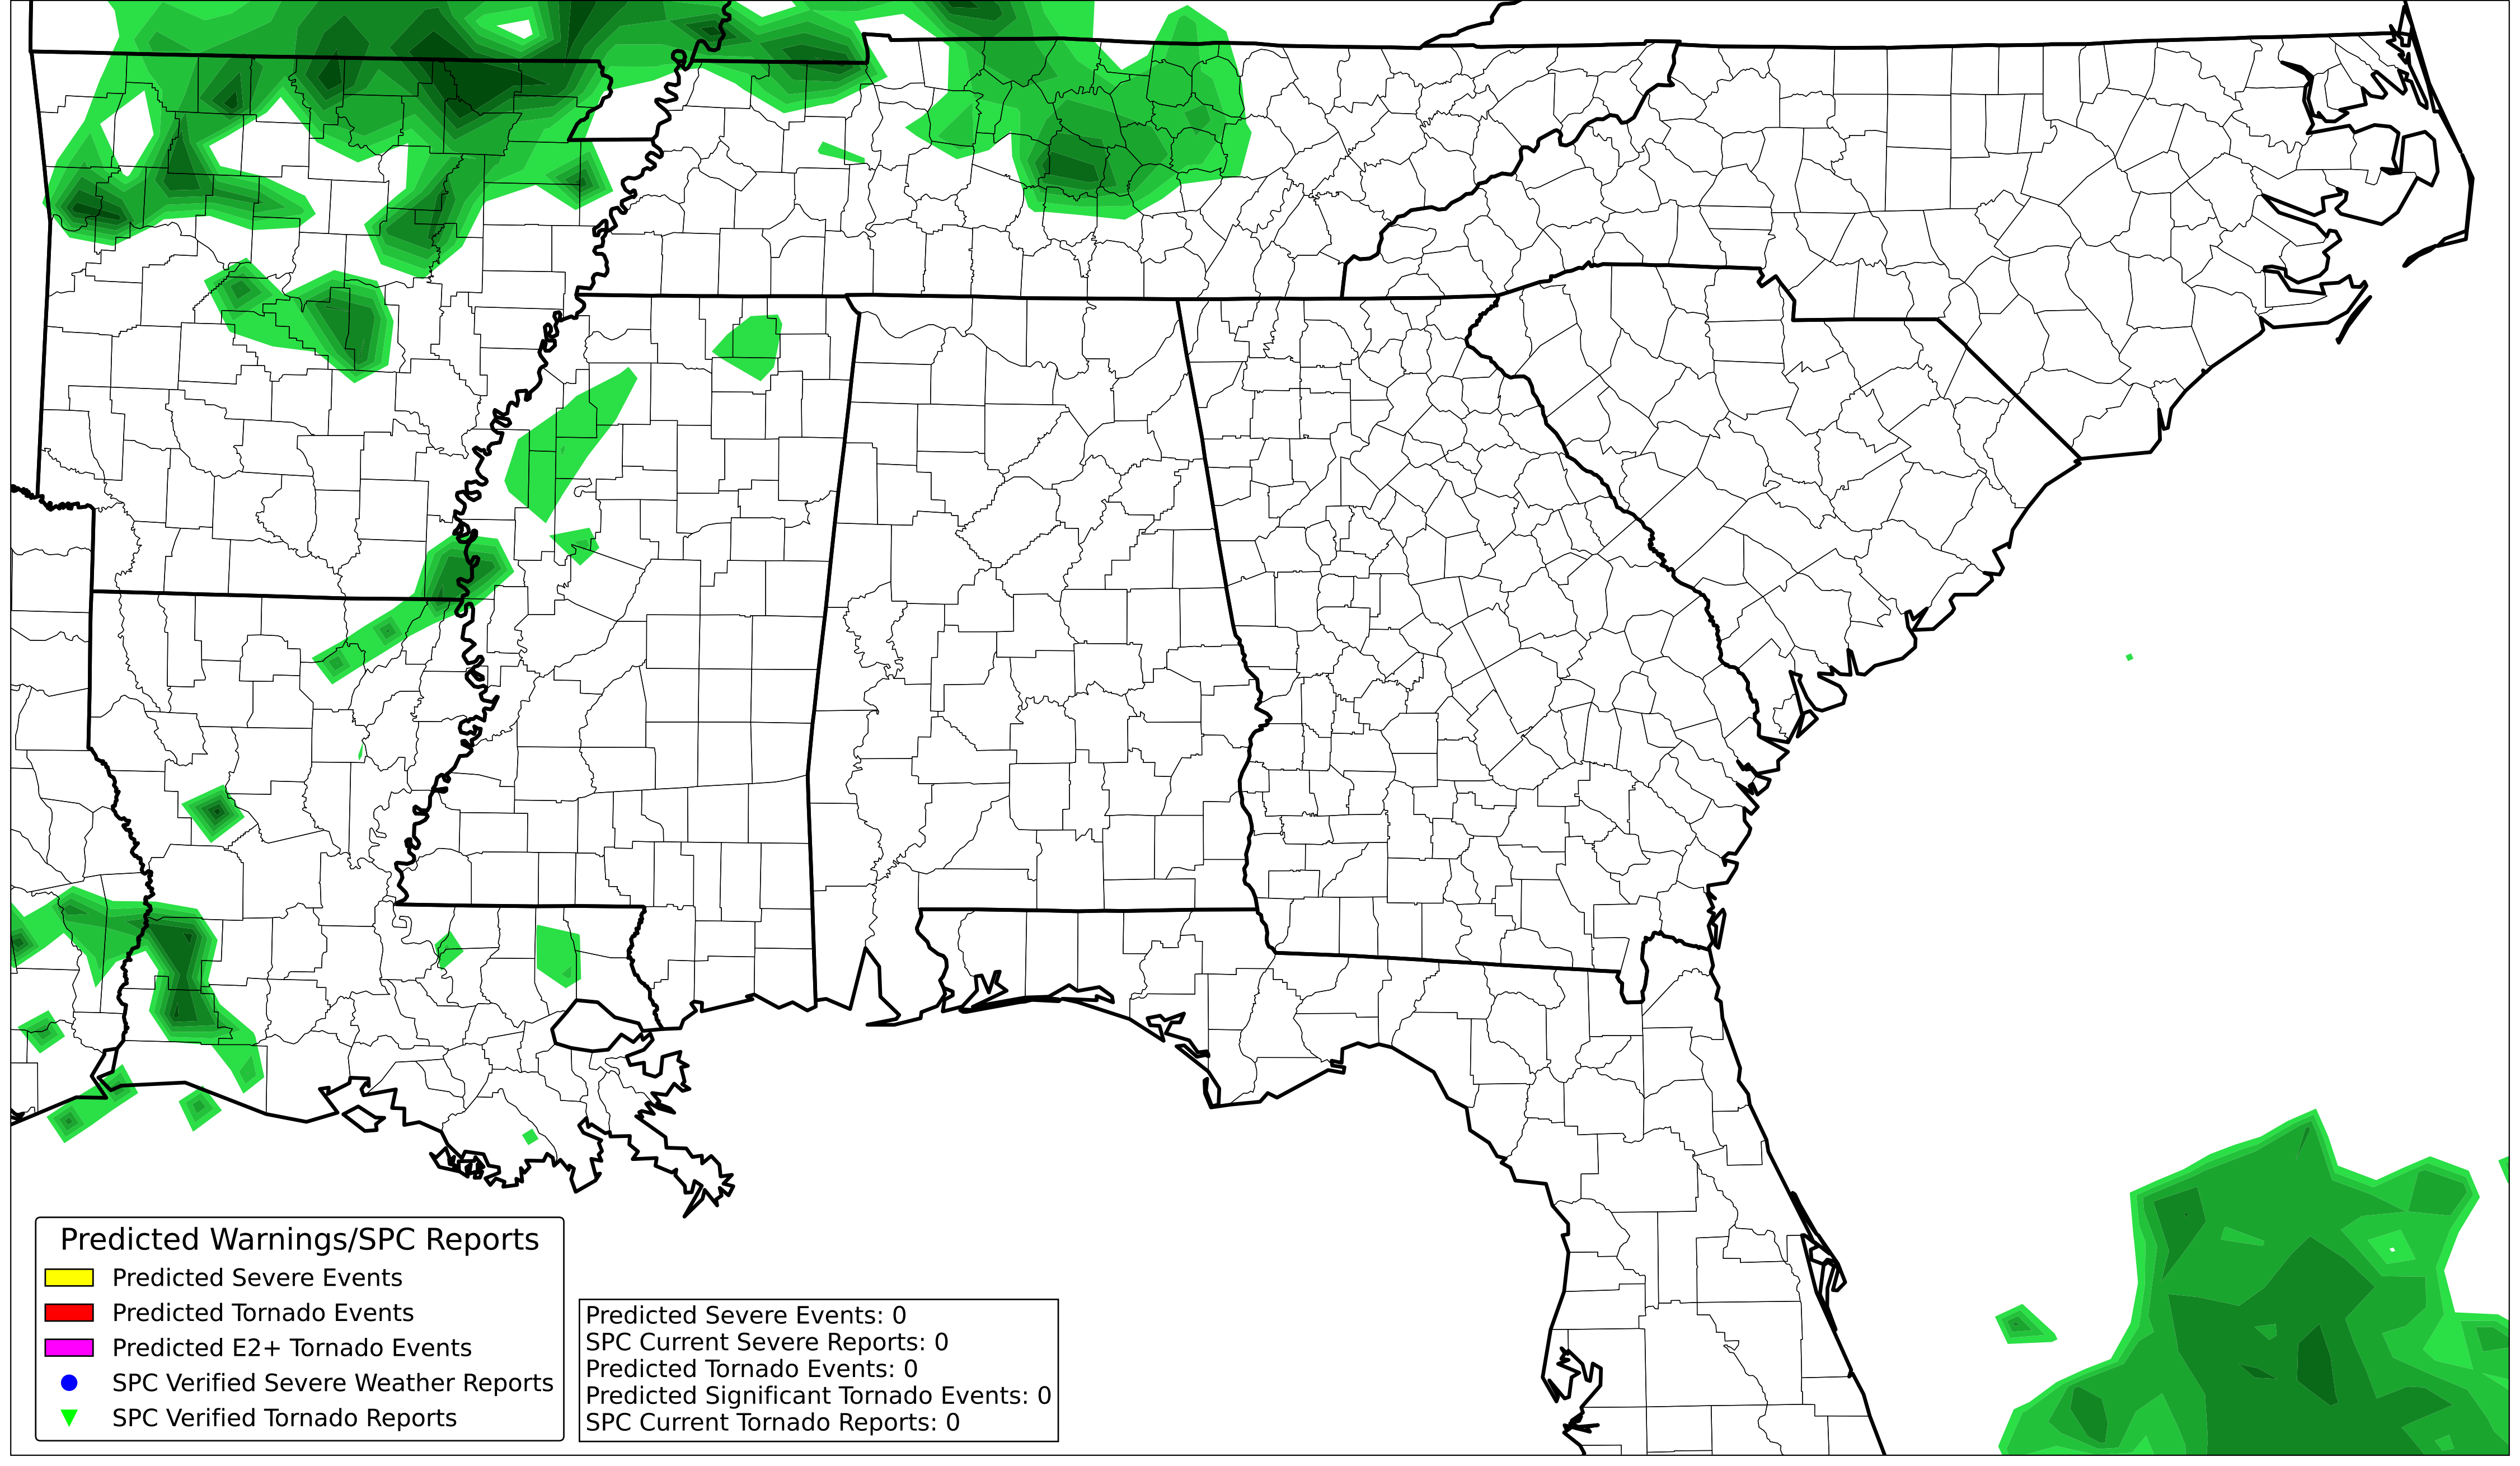 Predicted Warnings/SPC Reports
Predicted Severe Events
Predicted Tornado Events
Predicted E2+ Tornado Events
SPC Verified Severe Weather Reports
SPC Verified Tornado Reports
Predicted Severe Events: 0
SPC Current Severe Reports: 0
Predicted Tornado Events: 0
Predicted Significant Tornado Events: 0
SPC Current Tornado Reports: 0